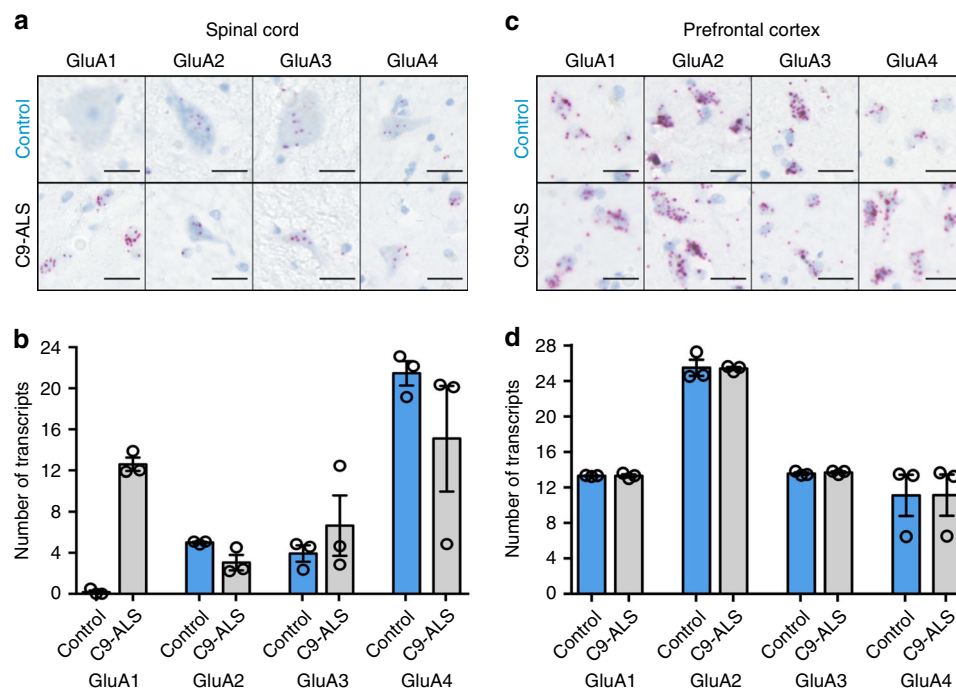 a
Spinal cord
GluA1 GluA2 GluA3 GluA4
Control
C9-ALS
b
Number of transcripts
24
20
16
12
8
4
0
Control C9-ALS Control C9-ALS Control C9-ALS Control C9-ALS
GluA1 GluA2 GluA3 GluA4
c
Prefrontal cortex
GluA1 GluA2 GluA3 GluA4
Control
C9-ALS
d
Number of transcripts
28
24
20
16
12
8
4
0
Control C9-ALS Control C9-ALS Control C9-ALS Control C9-ALS
GluA1 GluA2 GluA3 GluA4